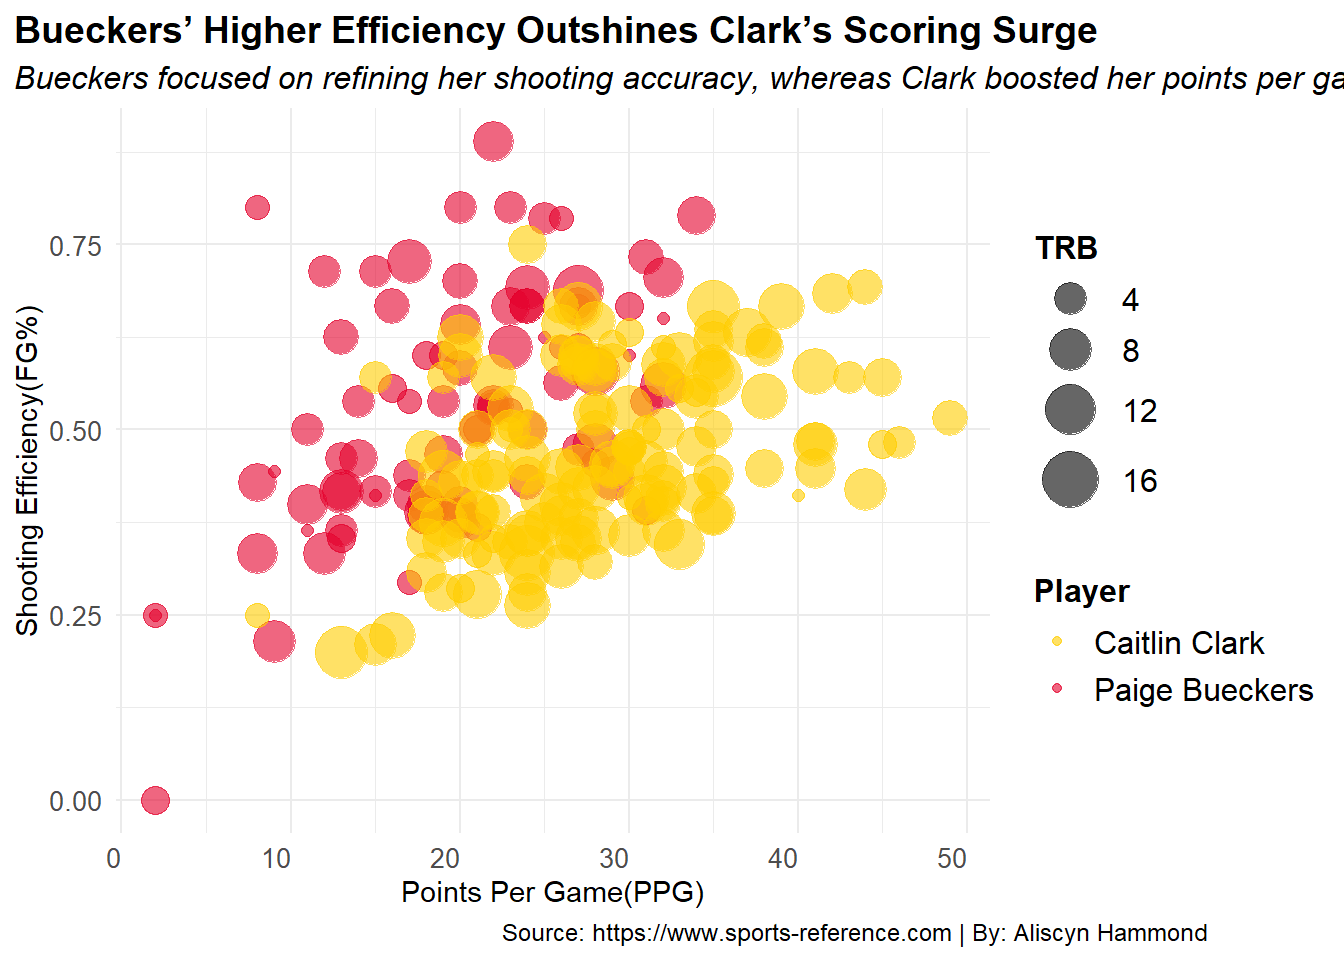 Bueckers’ Higher Efficiency Outshines Clark’s Scoring Surge
Bueckers focused on refining her shooting accuracy, whereas Clark boosted her points per ga
Shooting Efficiency(FG%)
0.75
0.50
0.25
0.00
0 10 20 30 40 50
Points Per Game(PPG)
TRB
4
8
12
16
Player
Caitlin Clark
Paige Bueckers
Source: https://www.sports-reference.com | By: Aliscyn Hammond